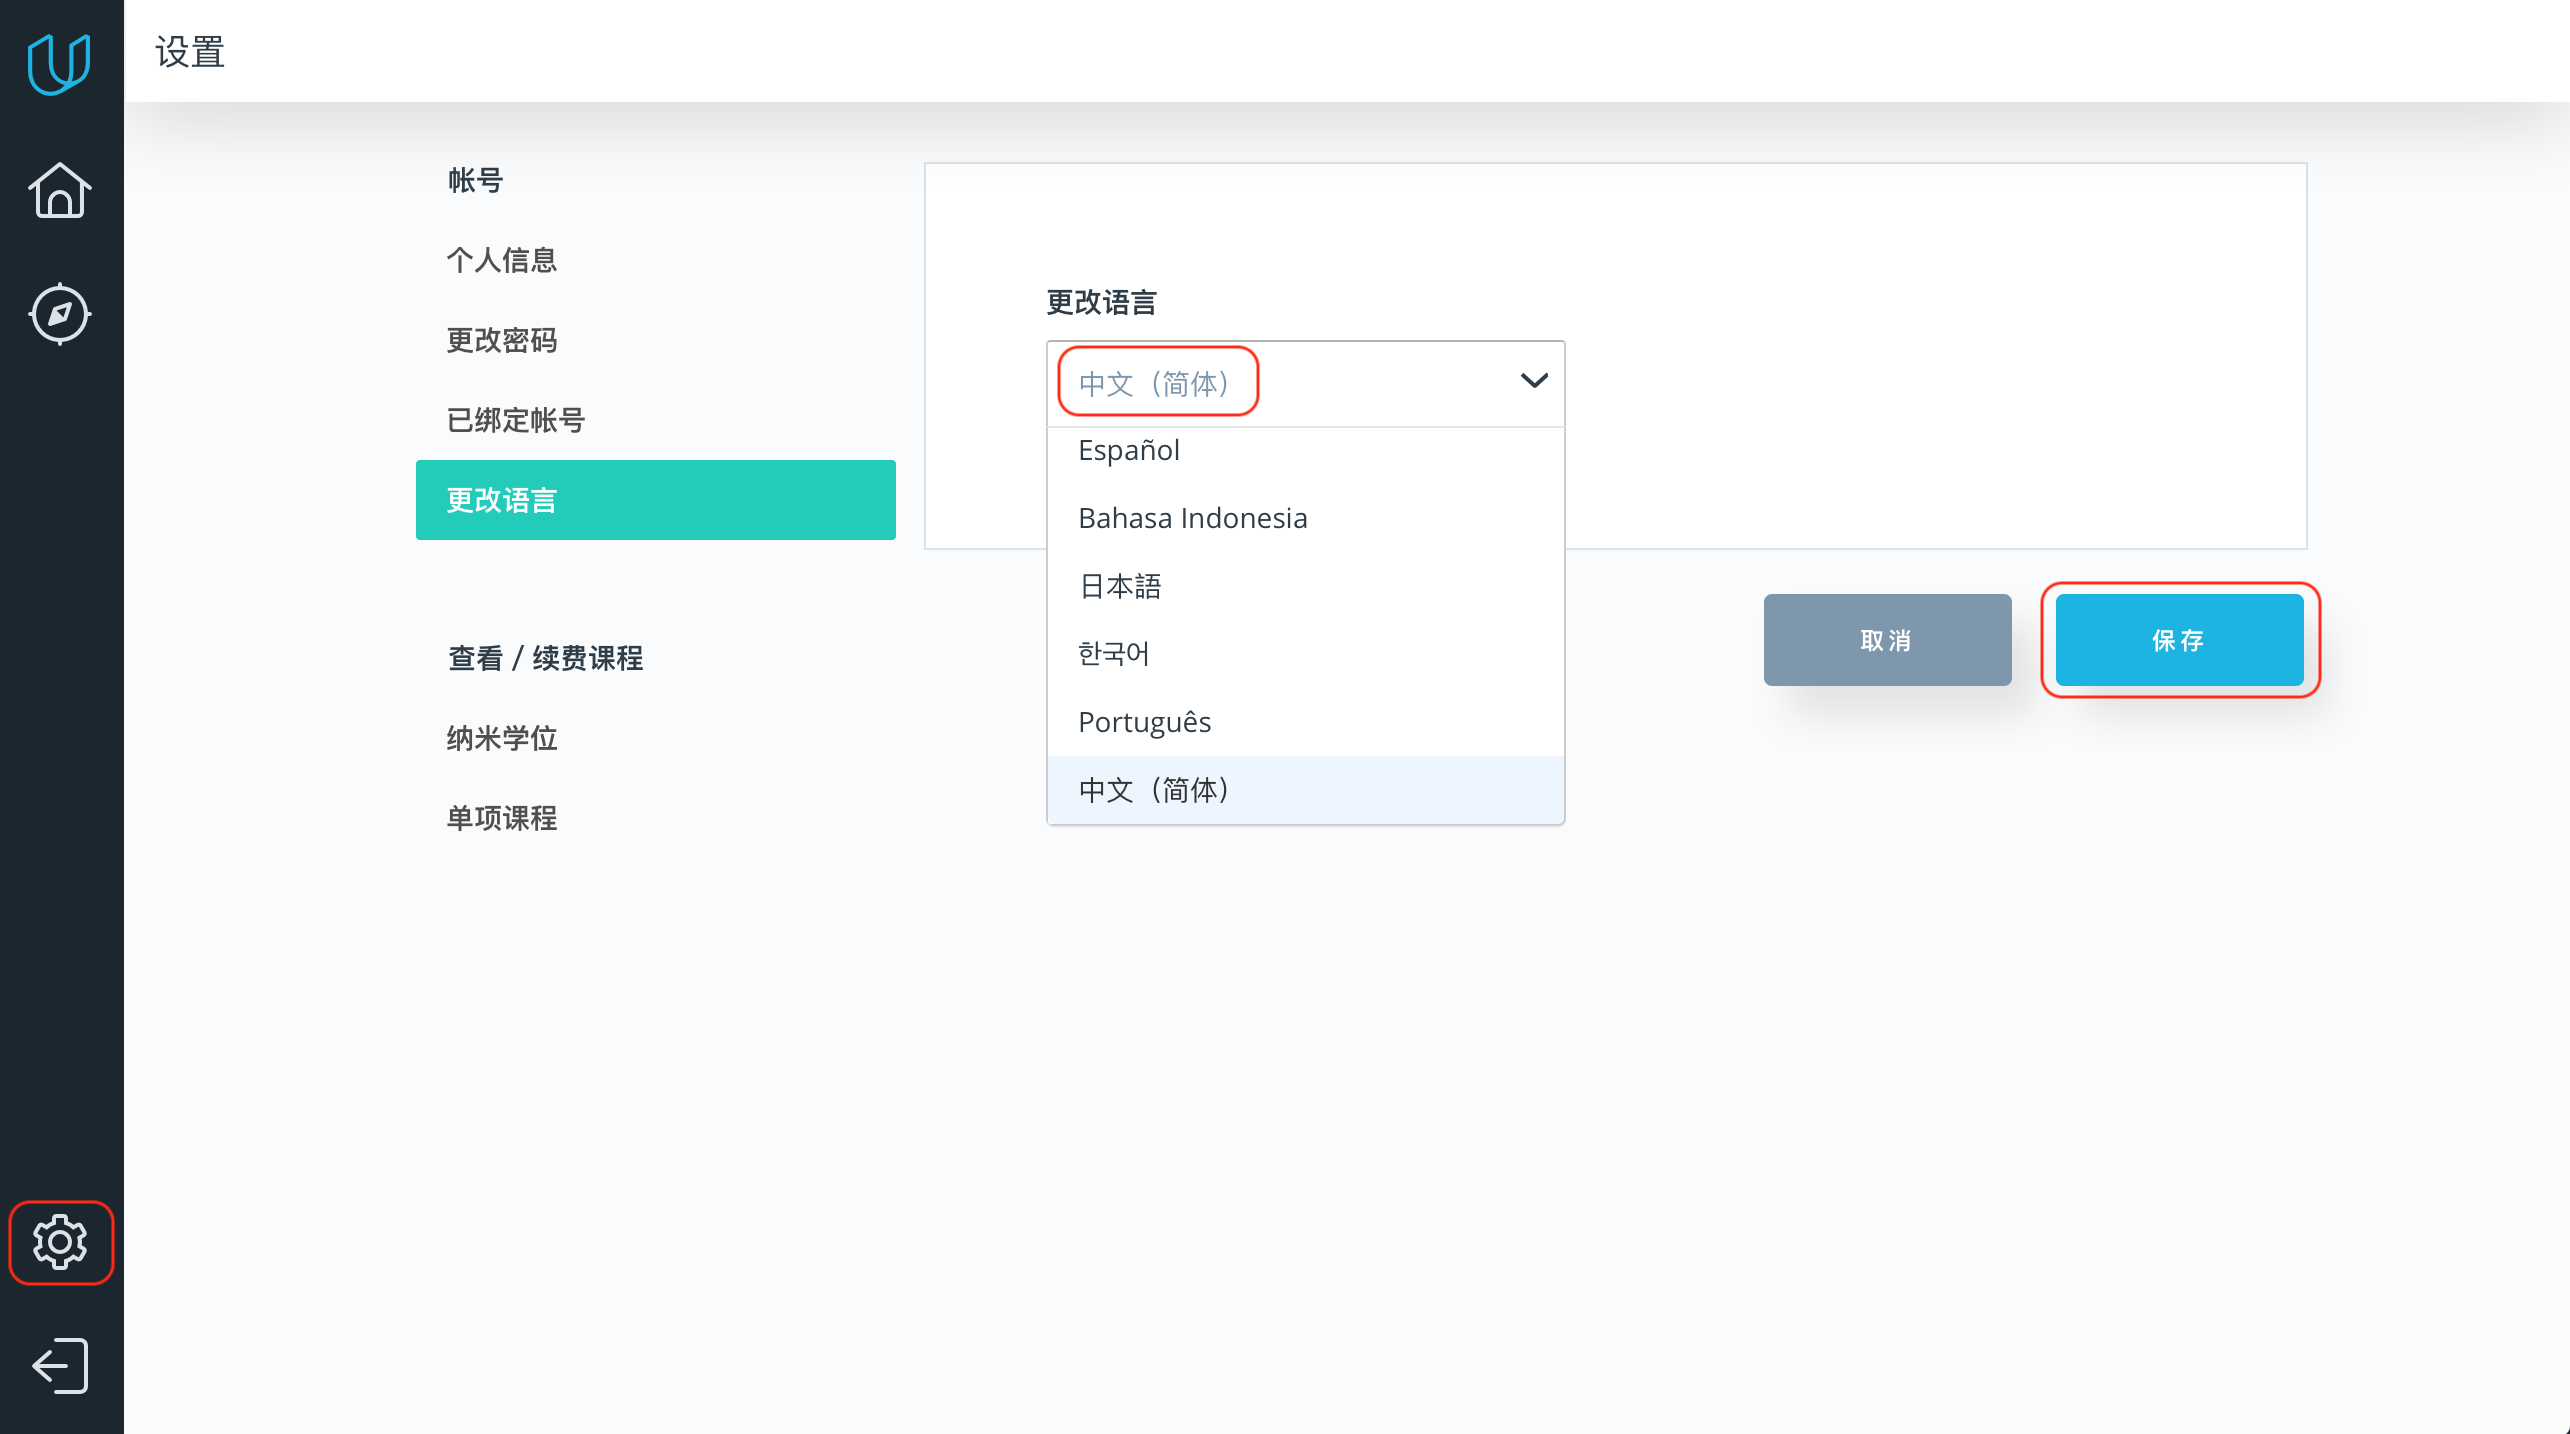 设置
帐号
个人信息
更改密码
已绑定帐号
更改语言
查看 / 续费课程
纳米学位
单项课程
更改语言
中文（简体）
Español
Bahasa Indonesia
日本語
한국어
Português
中文（简体）
取消
保存